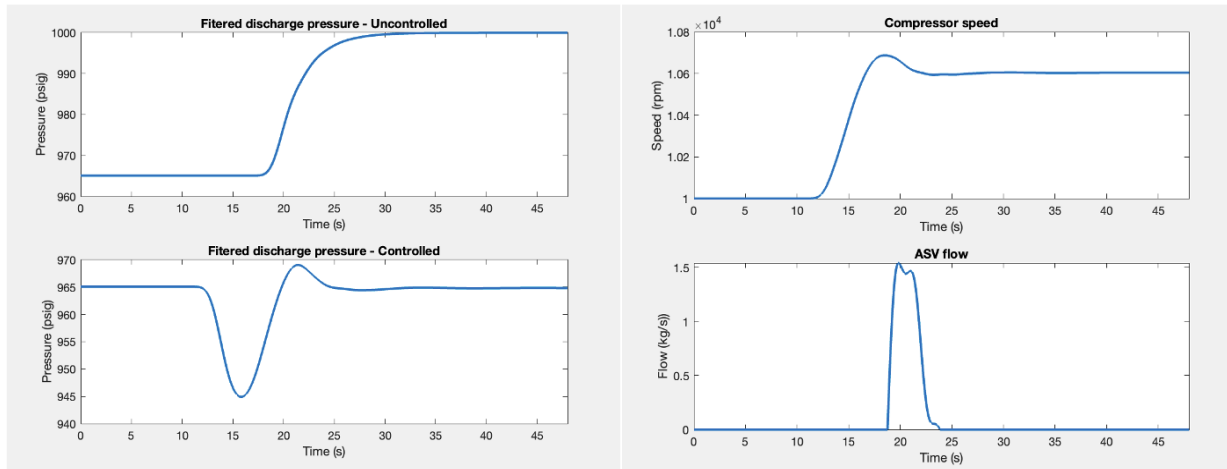 Fitered discharge pressure - Uncontrolled
1000
990
980
970
960
Pressure (psig)
0 5 10 15 20 25 30 35 40 45
Time (s)
Fitered discharge pressure - Controlled
970
965
960
955
950
945
940
Pressure (psig)
0 5 10 15 20 25 30 35 40 45
Time (s)
Compressor speed
×10⁴
1.08
1.06
1.04
1.02
1
Speed (rpm)
0 5 10 15 20 25 30 35 40 45
Time (s)
ASV flow
1.5
1
0.5
0
Flow (kg/s))
0 5 10 15 20 25 30 35 40 45
Time (s)